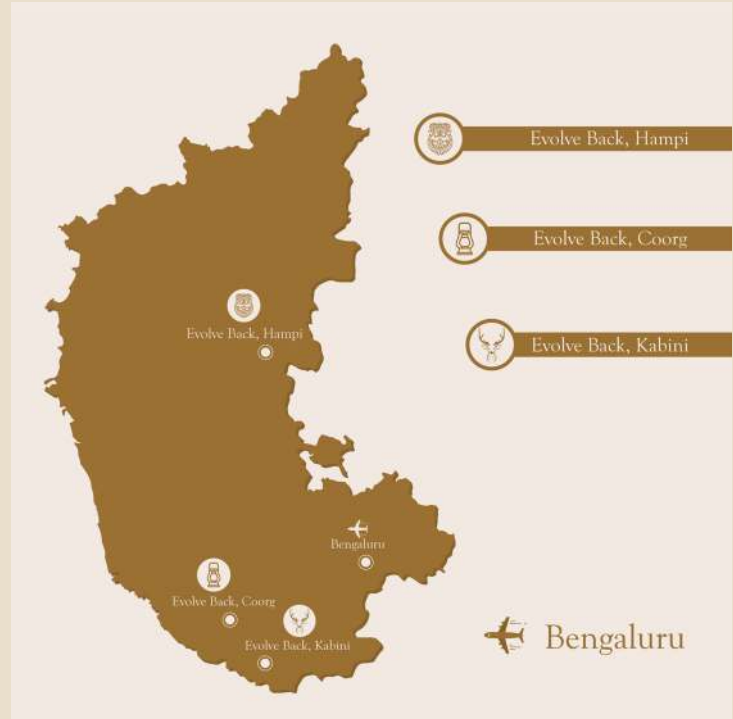 Evolve Back, Hampi
Evolve Back, Coorg
Evolve Back, Kabini
Evolve Back, Hampi
Bengaluru
Evolve Back, Coorg
Evolve Back, Kabini
Bengaluru